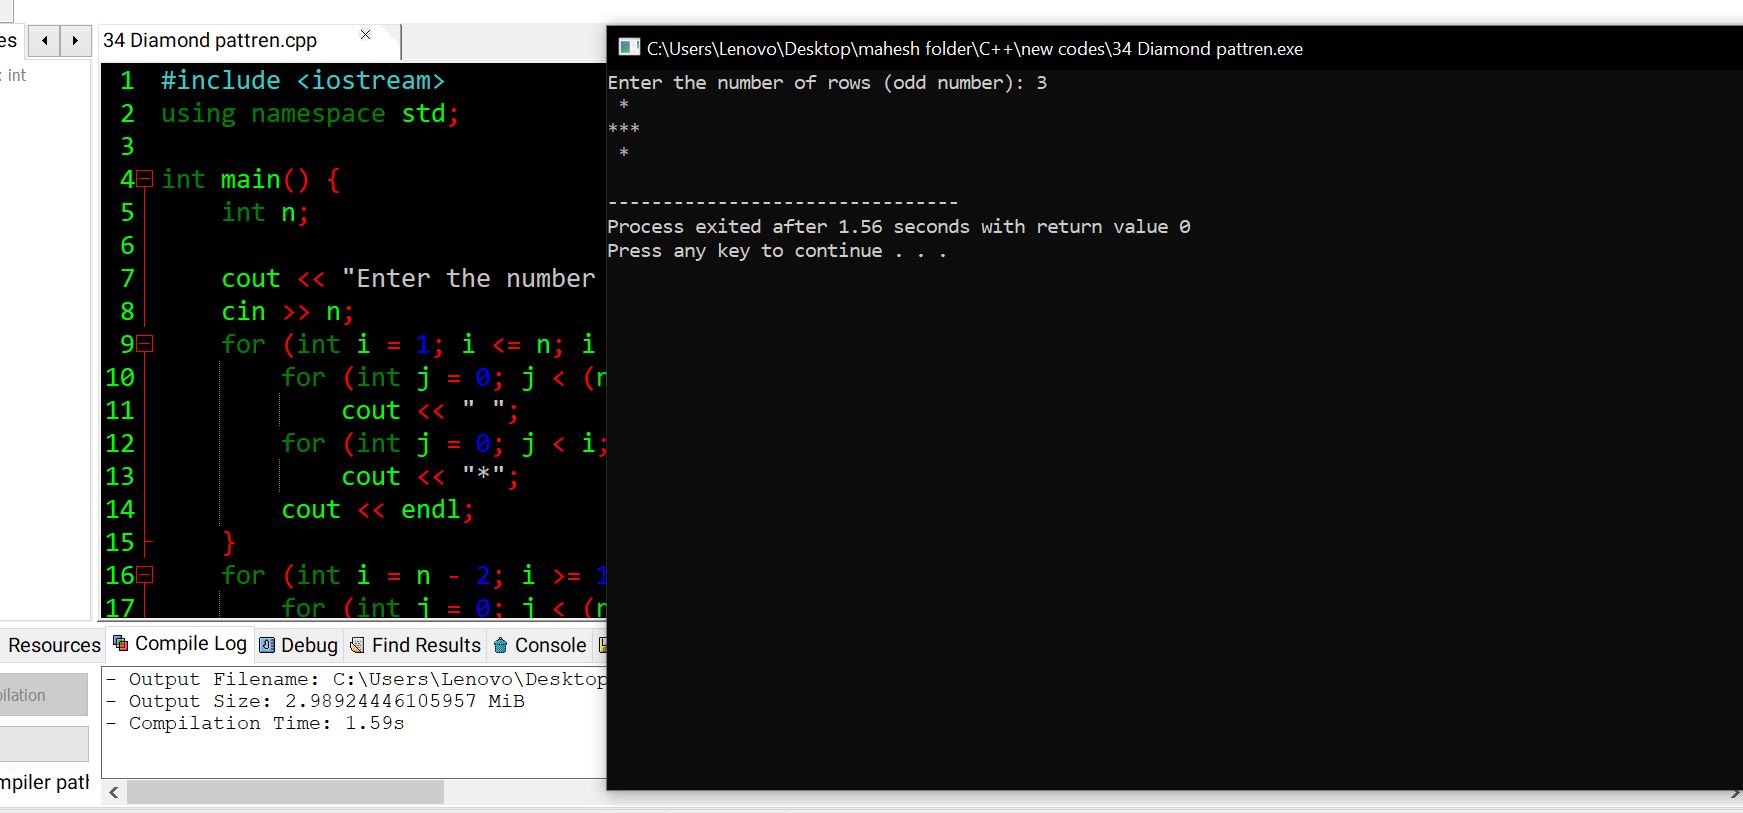 es
34 Diamond pattren.cpp
: int
1 #include <iostream>
2 using namespace std;
3
4 int main() {
5 int n;
6
7 cout << "Enter the number
8 cin >> n;
9 for (int i = 1; i <= n; i
10 for (int j = 0; j < (n
11 cout << " ";
12 for (int j = 0; j < i;
13 cout << "*";
14 cout << endl;
15 }
16 for (int i = n - 2; i >= 1
17 for (int j = 0; j < (n
C:\Users\Lenovo\Desktop\mahesh folder\C++\new codes\34 Diamond pattren.exe
Enter the number of rows (odd number): 3
*
***
*
--------------------------------
Process exited after 1.56 seconds with return value 0
Press any key to continue . . .
Resources Compile Log Debug Find Results Console
- Output Filename: C:\Users\Lenovo\Desktop
- Output Size: 2.98924446105957 MiB
- Compilation Time: 1.59s
ilation
mpiler path